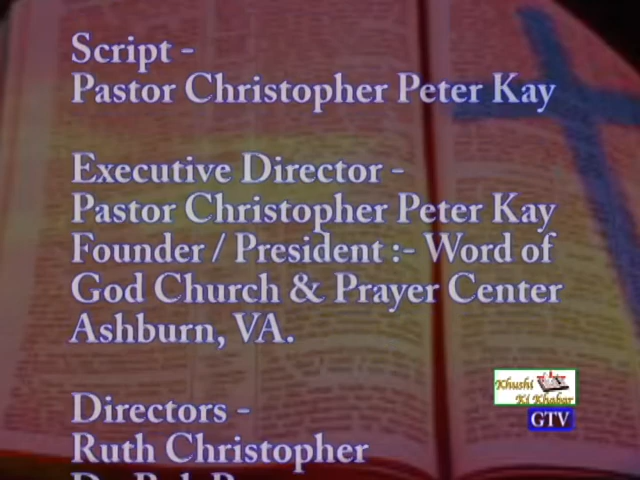 Script -
Pastor Christopher Peter Kay
Executive Director -
Pastor Christopher Peter Kay
Founder / President :- Word of
God Church & Prayer Center
Ashburn, VA.
Directors -
Ruth Christopher
Khushi
Ki Khabar
GTV